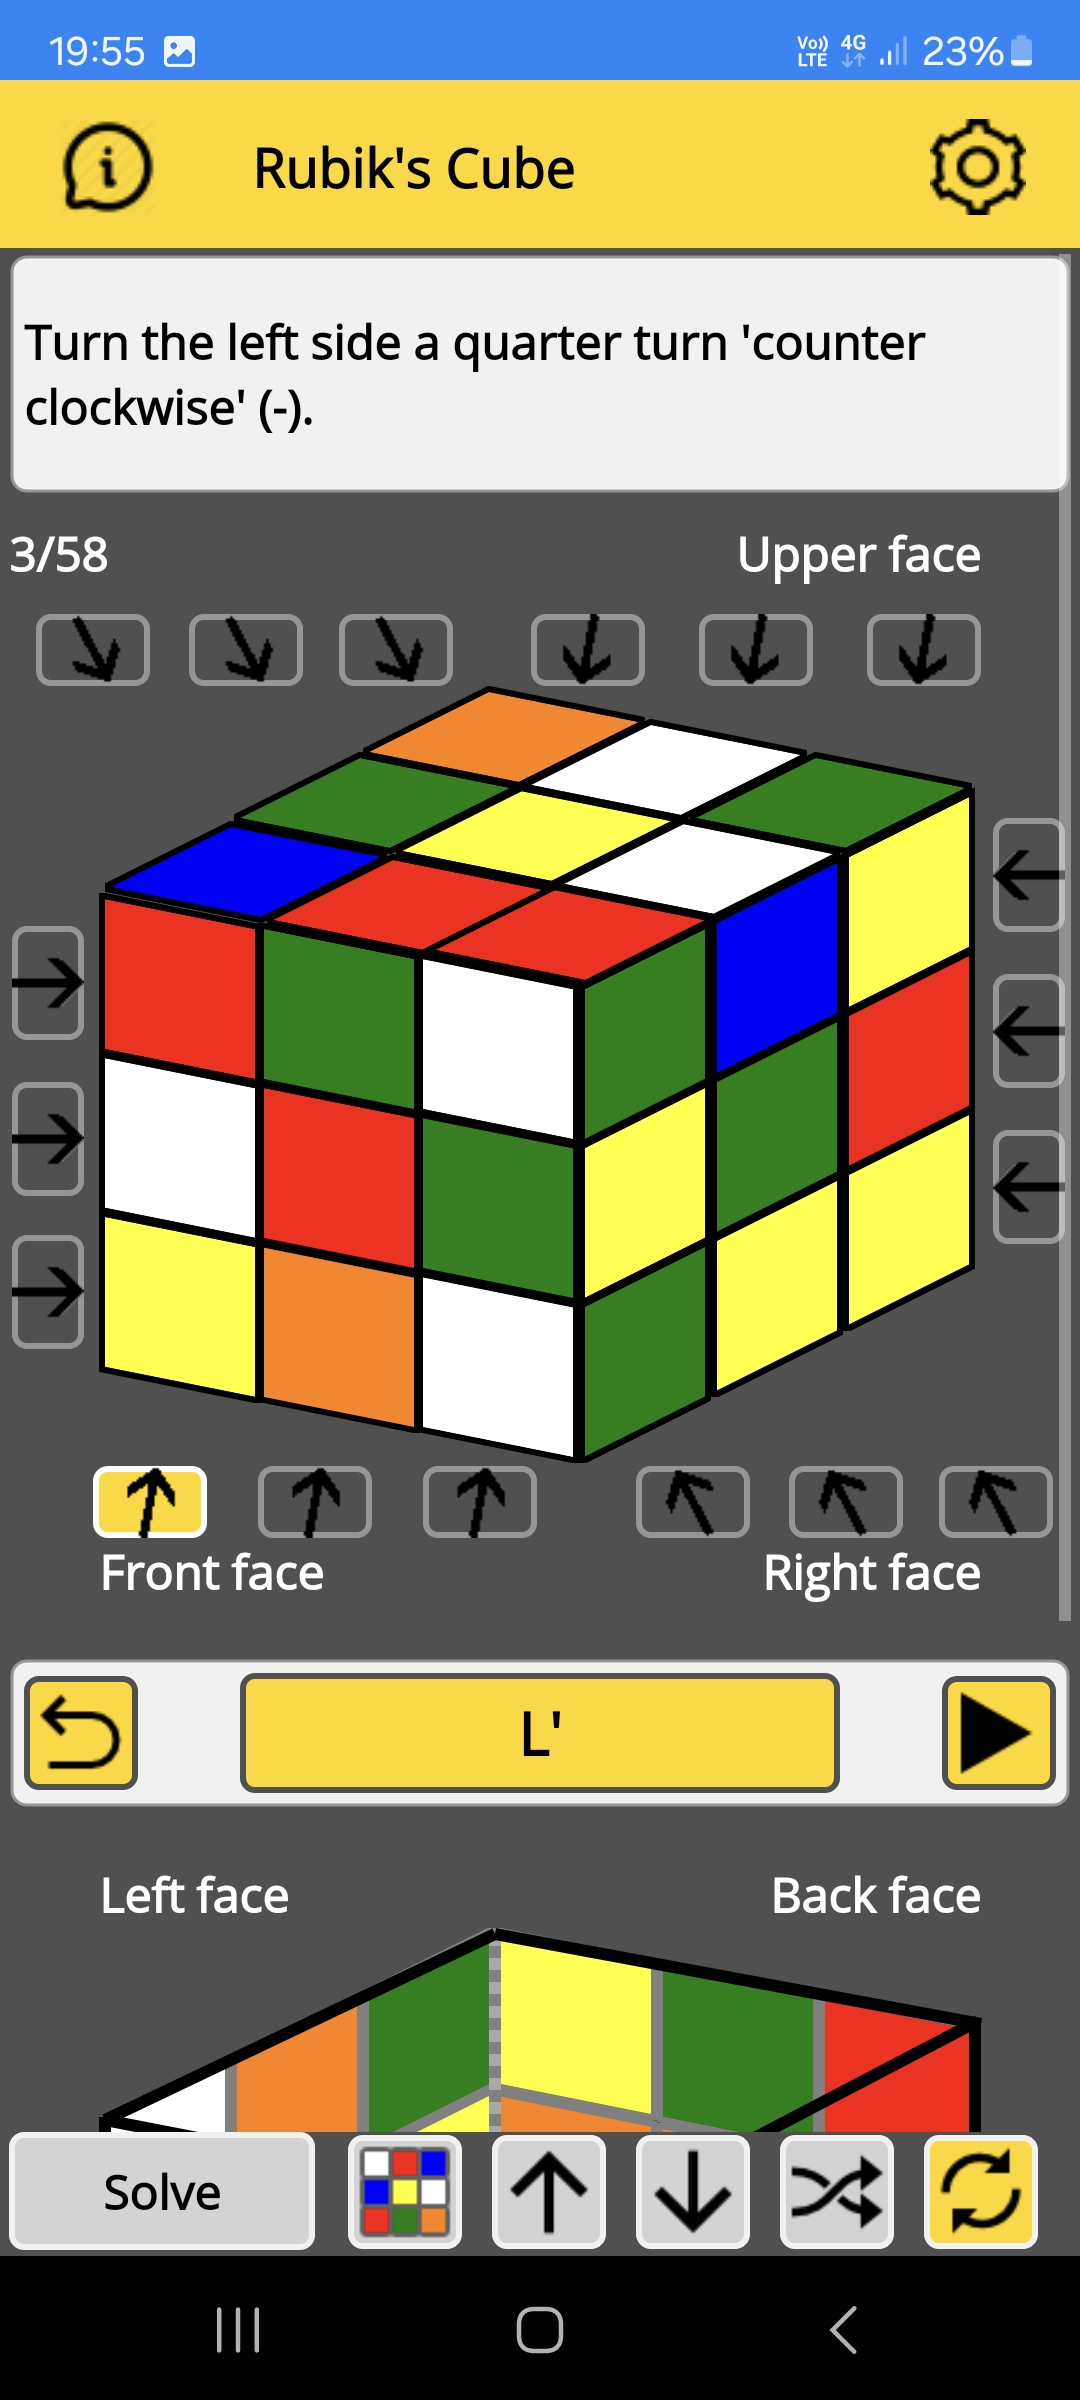 19:55 Vo)) LTE 4G 23%
Rubik's Cube
Turn the left side a quarter turn 'counter
clockwise' (-).
3/58 Upper face
Front face Right face
L'
Left face Back face
Solve